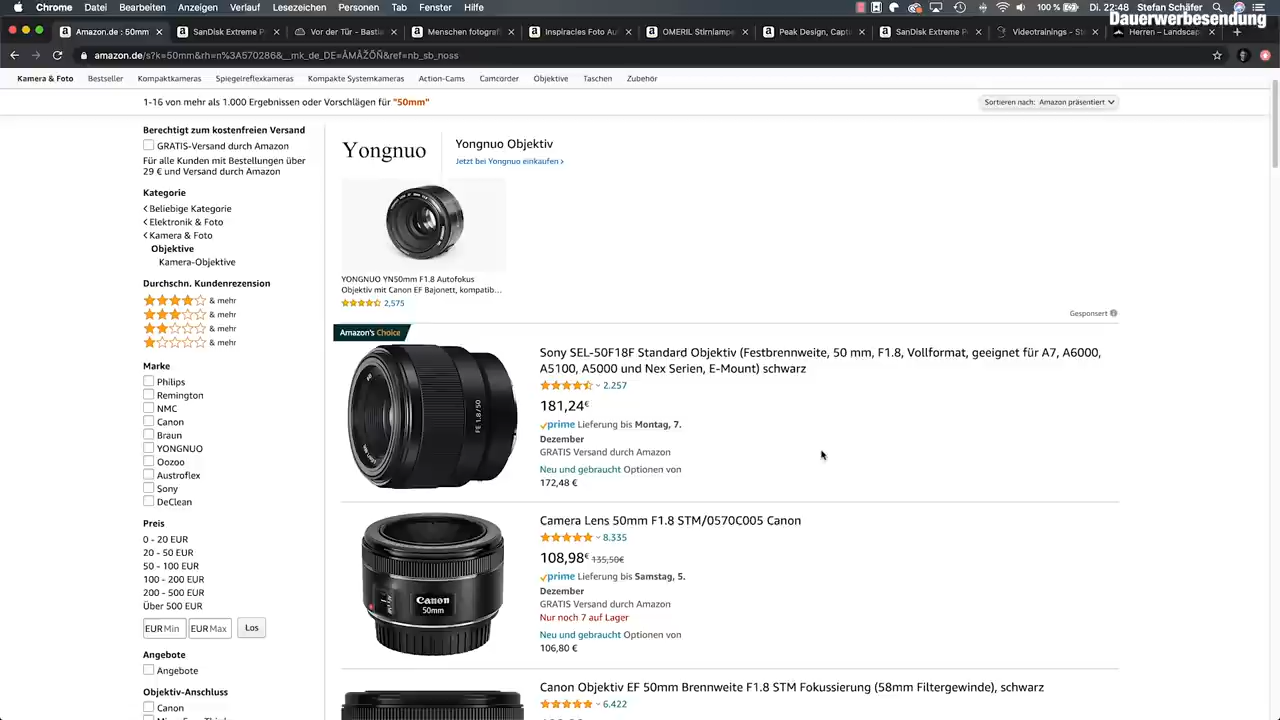 Chrome Ablage Bearbeiten Anzeigen Verlauf Lesezeichen Personen Tab Fenster Hilfe
Stefan Schäfer
Dauerwerbesendung
Amazon.de : 50mm
SanDisk Extreme P
Vor der Tür - Bastia
Menschen fotografi
Inspiracles Foto Au
OMERIL Stirnlampe
Peak Design, Capt
SanDisk Extreme P
Videotrainings - St
Herren – Landscap
amazon.de/s?k=50mm&rh=n%3A570286&__mk_de_DE=ÅMÅŽÕÑ&ref=nb_sb_noss
Kamera & Foto Bestseller Kompaktkameras Spiegelreflexkameras Kompakte Systemkameras Action-Cams Camcorder Objektive Taschen Zubehör
1-16 von mehr als 1.000 Ergebnissen oder Vorschlägen für "50mm"
Sortieren nach: Amazon präsentiert
Berechtigt zum kostenfreien Versand
GRATIS-Versand durch Amazon
Für alle Kunden mit Bestellungen über
29 € und Versand durch Amazon
Kategorie
Beliebige Kategorie
Elektronik & Foto
Kamera & Foto
Objektive
Kamera-Objektive
Durchschn. Kundenrezension
& mehr
& mehr
& mehr
& mehr
Marke
Philips
Remington
NMC
Canon
Braun
YONGNUO
Oozoo
Austroflex
Sony
DeClean
Preis
0 - 20 EUR
20 - 50 EUR
50 - 100 EUR
100 - 200 EUR
200 - 500 EUR
Über 500 EUR
EUR Min EUR Max Los
Angebote
Angebote
Objektiv-Anschluss
Canon
Yongnuo
Yongnuo Objektiv
Jetzt bei Yongnuo einkaufen ›
YONGNUO YN50mm F1.8 Autofokus
Objektiv mit Canon EF Bajonett, kompatib…
2,575
Gesponsert
Amazon's Choice
FE 1.8/50
Sony SEL-50F18F Standard Objektiv (Festbrennweite, 50 mm, F1.8, Vollformat, geeignet für A7, A6000,
A5100, A5000 und Nex Serien, E-Mount) schwarz
2.257
181,24€
prime Lieferung bis Montag, 7.
Dezember
GRATIS Versand durch Amazon
Neu und gebraucht Optionen von
172,48 €
Canon
50mm
Camera Lens 50mm F1.8 STM/0570C005 Canon
8.335
108,98€ 135,50€
prime Lieferung bis Samstag, 5.
Dezember
GRATIS Versand durch Amazon
Nur noch 7 auf Lager
Neu und gebraucht Optionen von
106,80 €
Canon Objektiv EF 50mm Brennweite F1.8 STM Fokussierung (58mm Filtergewinde), schwarz
6.422